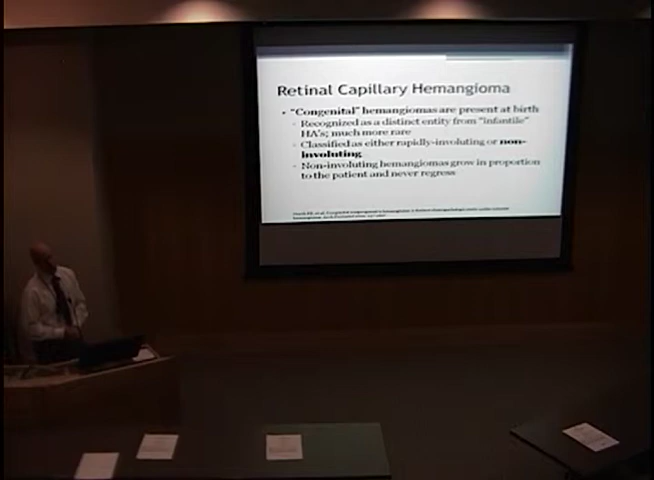 Retinal Capillary Hemangioma
• "Congenital" hemangiomas are present at birth
◦ Recognized as a distinct entity from "infantile"
HA's; much more rare
◦ Classified as either rapidly-involuting or non-
involuting
◦ Non-involuting hemangiomas grow in proportion
to the patient and never regress